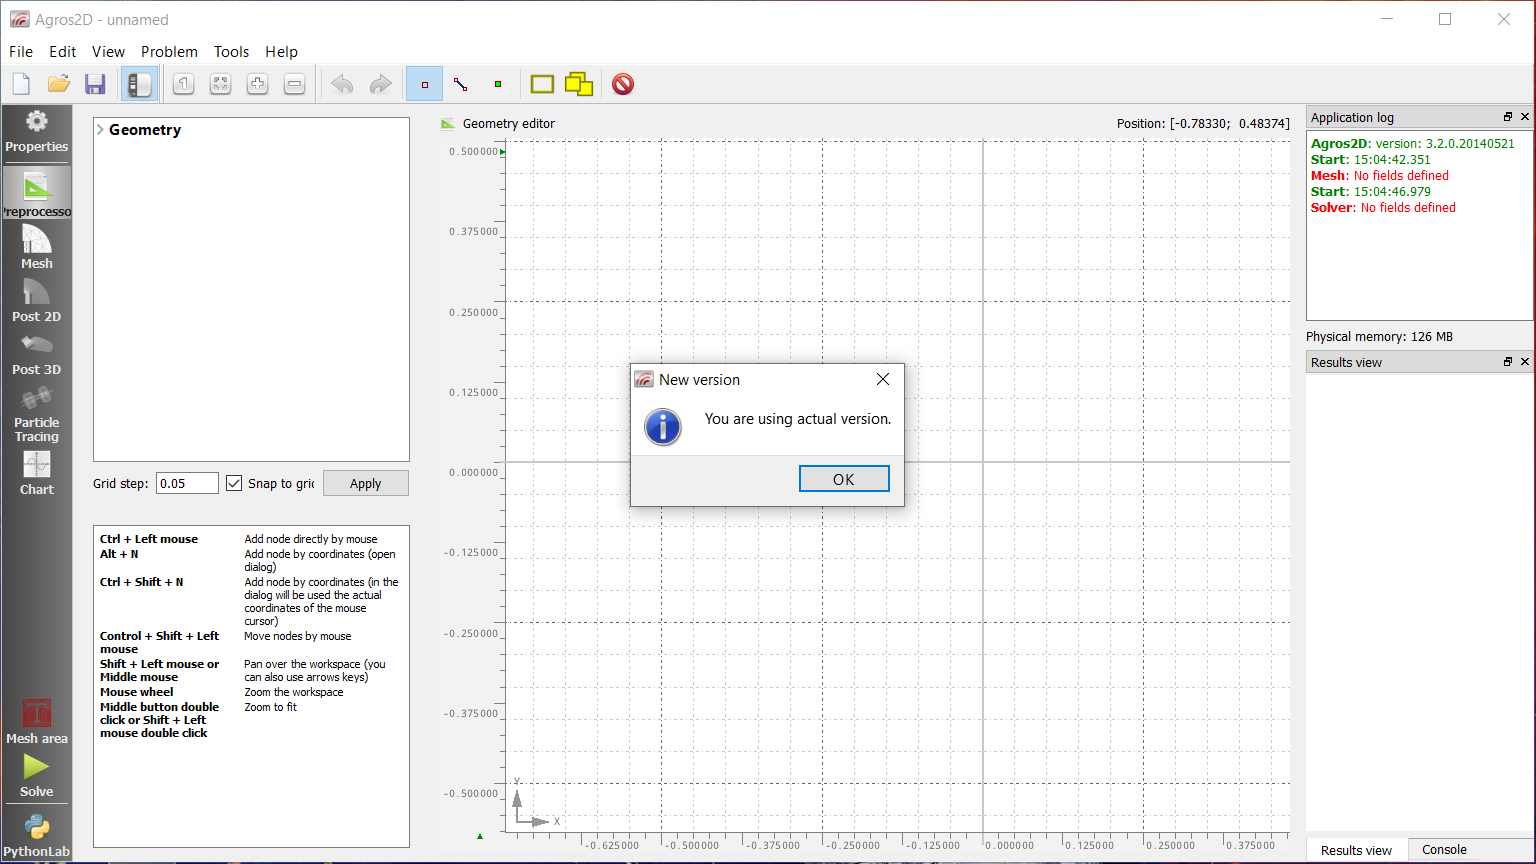 Agros2D - unnamed
File Edit View Problem Tools Help
1
Properties
Preprocesso
Mesh
Post 2D
Post 3D
Particle
Tracing
Chart
Mesh area
Solve
PythonLab
Geometry
Grid step: 0.05 Snap to grid Apply
Ctrl + Left mouse Add node directly by mouse
Alt + N Add node by coordinates (open
dialog)
Ctrl + Shift + N Add node by coordinates (in the
dialog will be used the actual
coordinates of the mouse
cursor)
Control + Shift + Left Move nodes by mouse
mouse
Shift + Left mouse or Pan over the workspace (you
Middle mouse can also use arrows keys)
Mouse wheel Zoom the workspace
Middle button double Zoom to fit
click or Shift + Left
mouse double click
Geometry editor Position: [-0.78330; 0.48374]
0.500000
0.375000
0.250000
0.125000
0.000000
-0.125000
-0.250000
-0.375000
-0.500000
Y
X
-0.625000 -0.500000 -0.375000 -0.250000 -0.125000 0.000000 0.125000 0.250000 0.375000
New version
You are using actual version.
OK
Application log
Agros2D: version: 3.2.0.20140521
Start: 15:04:42.351
Mesh: No fields defined
Start: 15:04:46.979
Solver: No fields defined
Physical memory: 126 MB
Results view
Results view Console